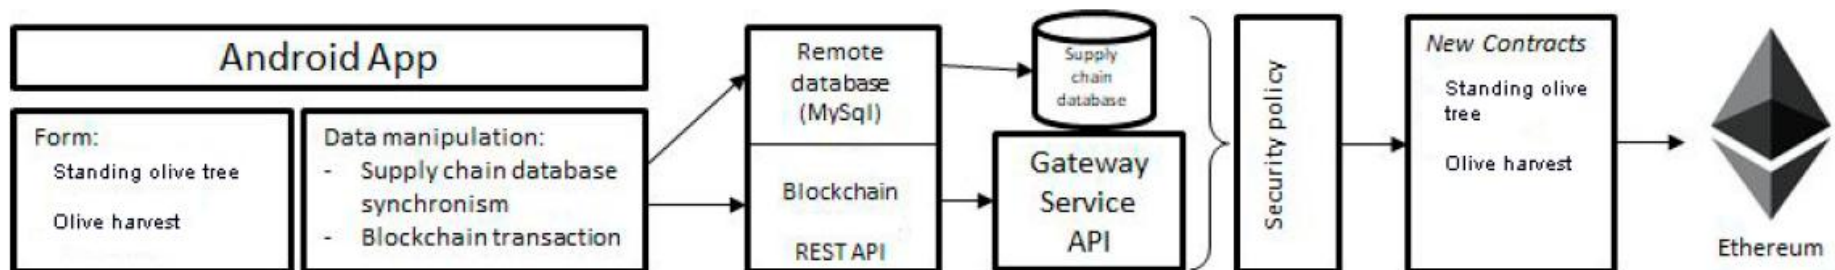 Android App
Form:
Standing olive tree
Olive harvest
Data manipulation:
- Supply chain database
synchronism
- Blockchain transaction
Remote
database
(MySql)
Blockchain
REST API
Supply
chain
database
Gateway
Service
API
Security policy
New Contracts
Standing olive
tree
Olive harvest
Ethereum